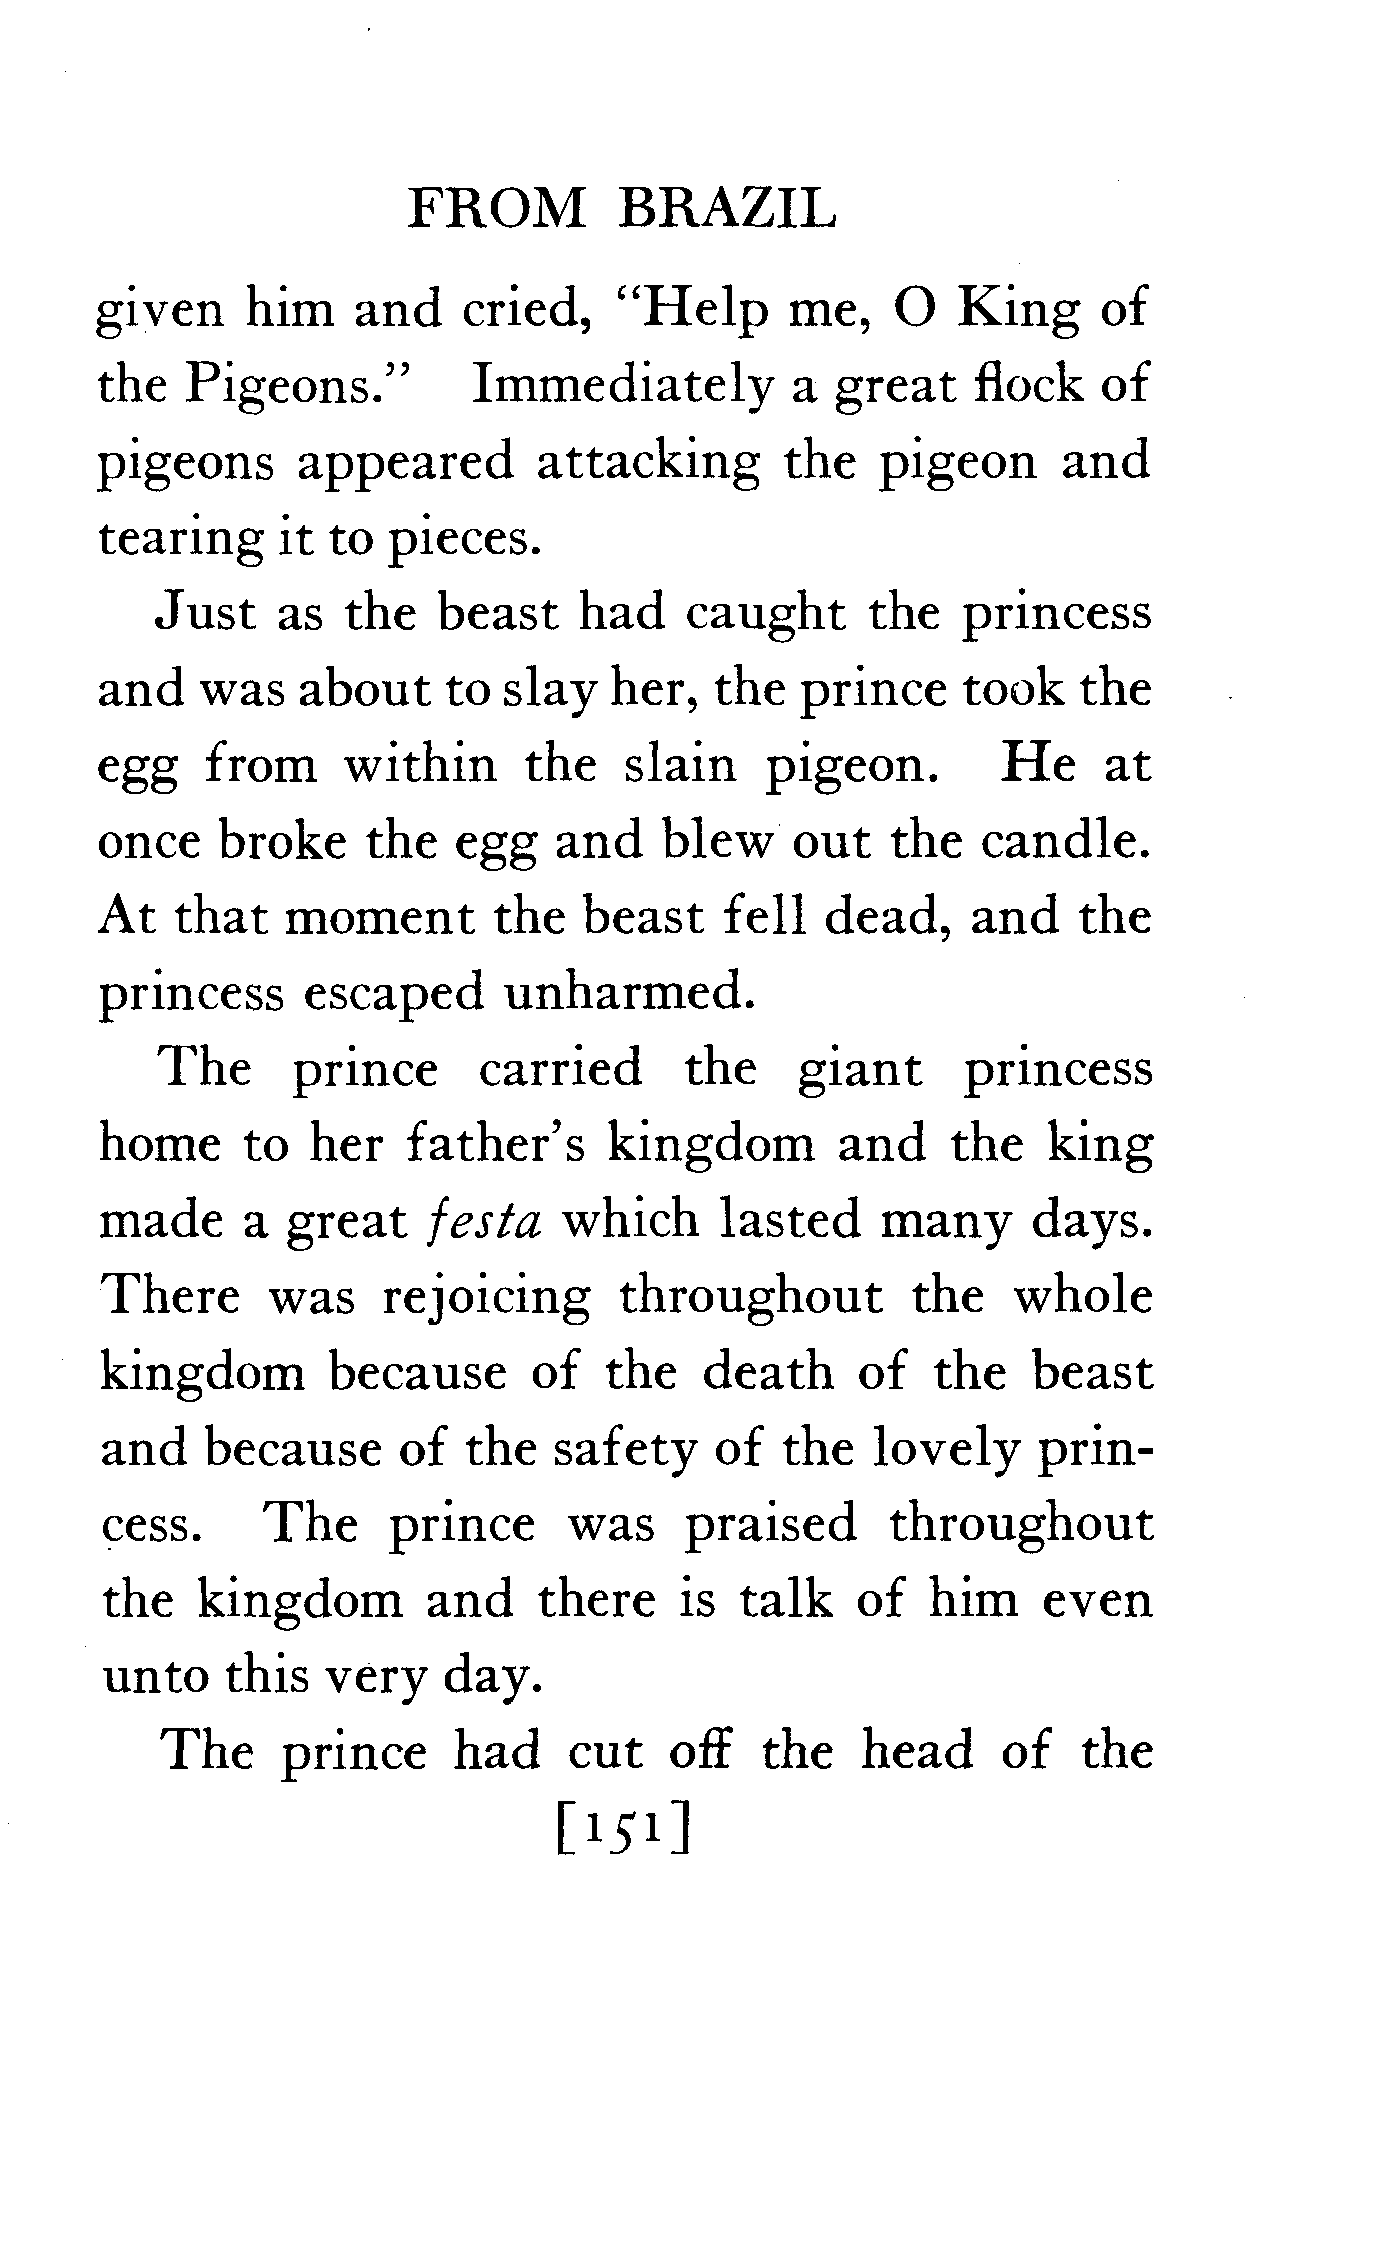 FROM BRAZIL
given him and cried, "Help me, O King of
the Pigeons." Immediately a great flock of
pigeons appeared attacking the pigeon and
tearing it to pieces.
Just as the beast had caught the princess
and was about to slay her, the prince took the
egg from within the slain pigeon. He at
once broke the egg and blew out the candle.
At that moment the beast fell dead, and the
princess escaped unharmed.
The prince carried the giant princess
home to her father's kingdom and the king
made a great festa which lasted many days.
There was rejoicing throughout the whole
kingdom because of the death of the beast
and because of the safety of the lovely prin-
cess. The prince was praised throughout
the kingdom and there is talk of him even
unto this very day.
The prince had cut off the head of the
[151]